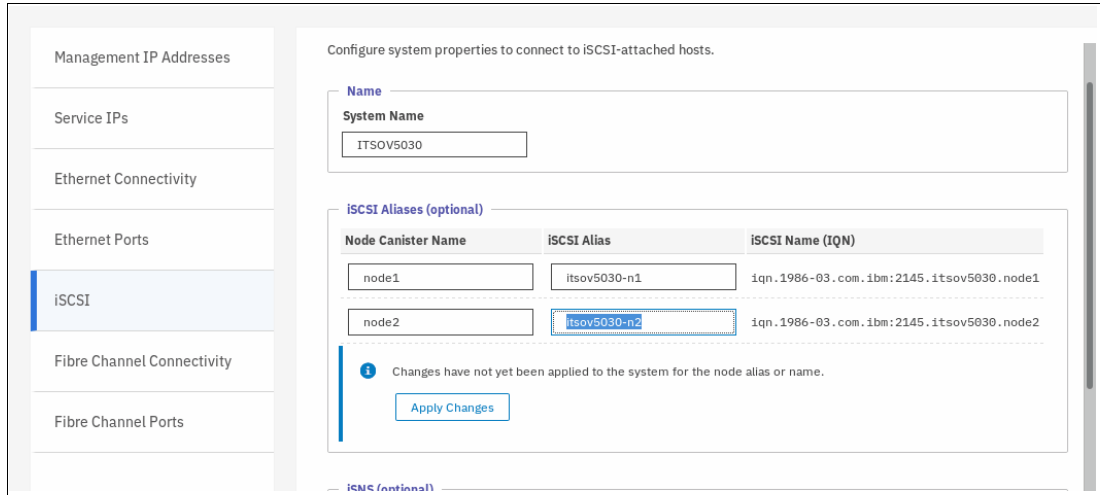 Management IP Addresses
Service IPs
Ethernet Connectivity
Ethernet Ports
iSCSI
Fibre Channel Connectivity
Fibre Channel Ports
Configure system properties to connect to iSCSI-attached hosts.
Name
System Name
ITSOV5030
iSCSI Aliases (optional)
Node Canister Name iSCSI Alias iSCSI Name (IQN)
node1 itsov5030-n1 iqn.1986-03.com.ibm:2145.itsov5030.node1
node2 itsov5030-n2 iqn.1986-03.com.ibm:2145.itsov5030.node2
Changes have not yet been applied to the system for the node alias or name.
Apply Changes
iSNS (optional)